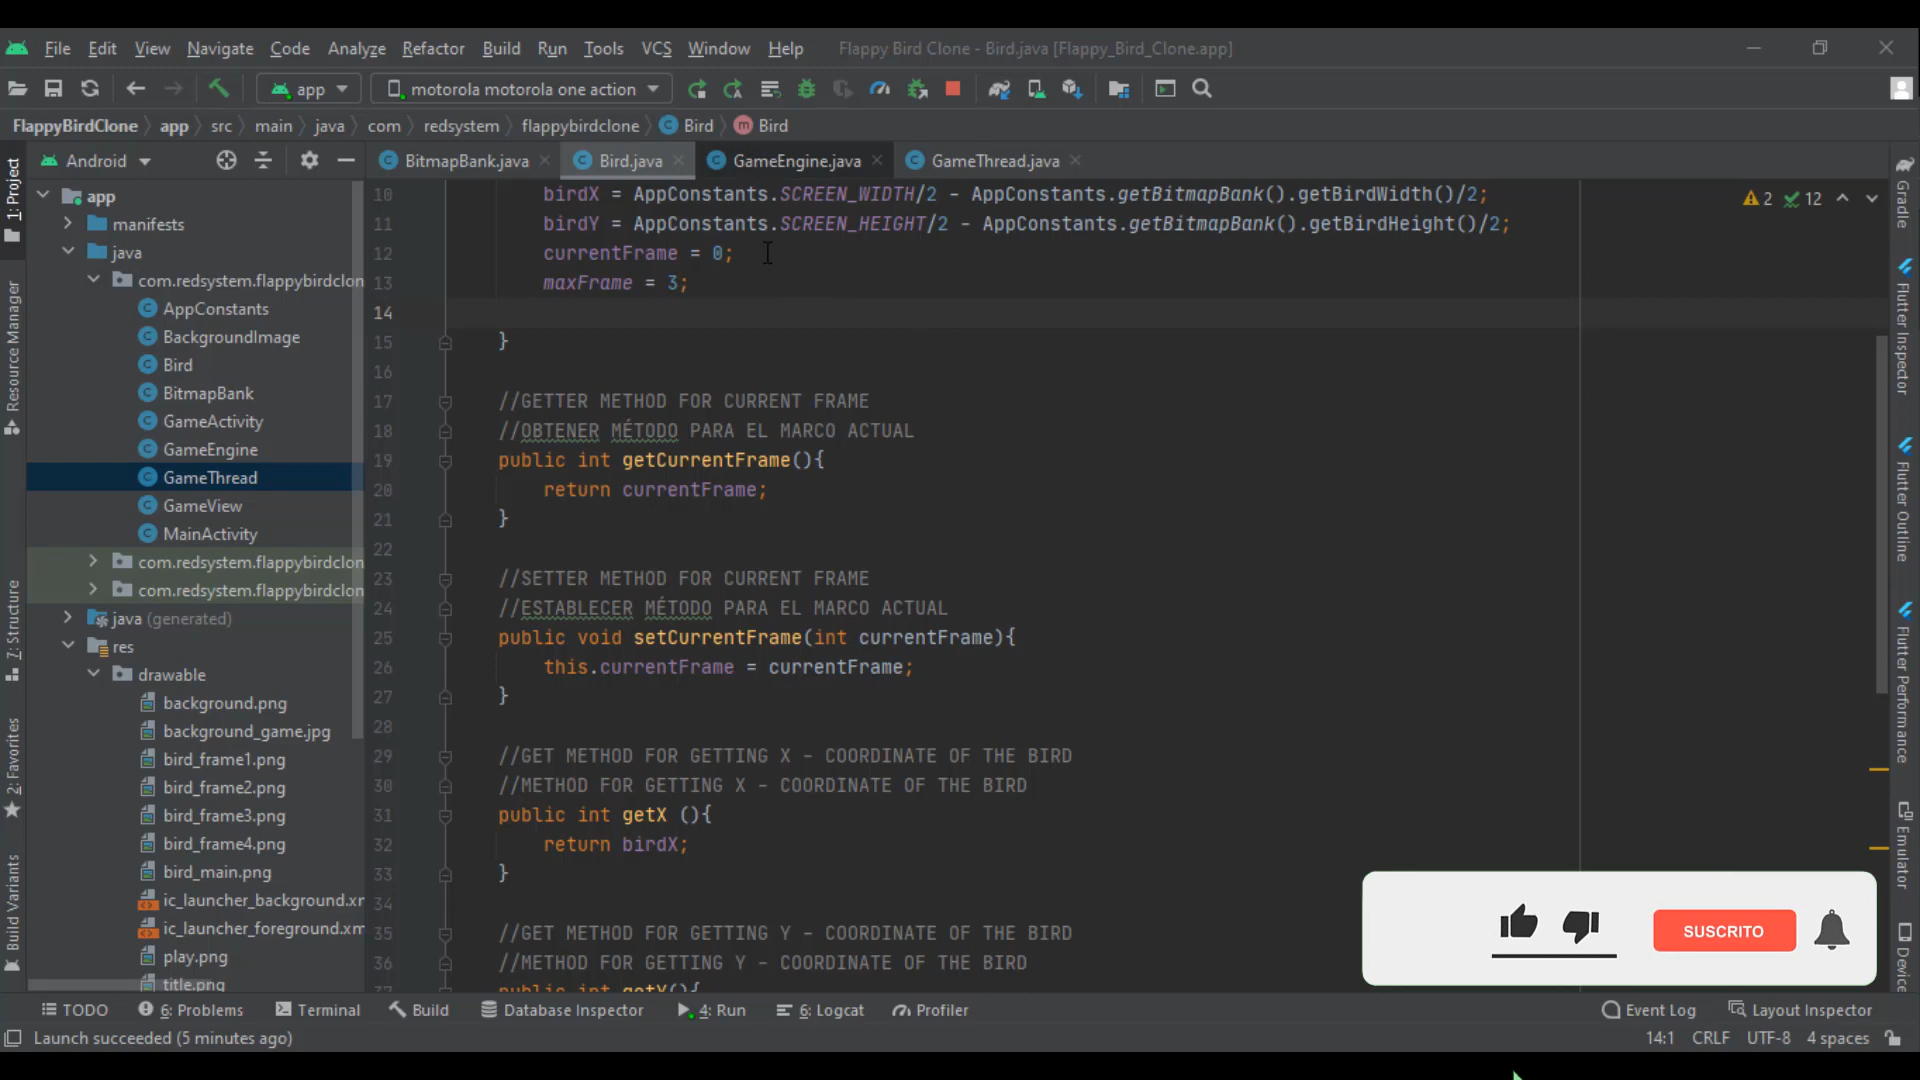 File Edit View Navigate Code Analyze Refactor Build Run Tools VCS Window Help Flappy Bird Clone - Bird.java [Flappy_Bird_Clone.app]
app motorola motorola one action
FlappyBirdClone app src main java com redsystem flappybirdclone Bird Bird
Android BitmapBank.java Bird.java GameEngine.java GameThread.java
1: Project
Resource Manager
7: Structure
2: Favorites
Build Variants
app
manifests
java
com.redsystem.flappybirdclon
AppConstants
BackgroundImage
Bird
BitmapBank
GameActivity
GameEngine
GameThread
GameView
MainActivity
com.redsystem.flappybirdclon
com.redsystem.flappybirdclon
java (generated)
res
drawable
background.png
background_game.jpg
bird_frame1.png
bird_frame2.png
bird_frame3.png
bird_frame4.png
bird_main.png
ic_launcher_background.xr
ic_launcher_foreground.xm
play.png
title.png
10 birdX = AppConstants.SCREEN_WIDTH/2 - AppConstants.getBitmapBank().getBirdWidth()/2;
11 birdY = AppConstants.SCREEN_HEIGHT/2 - AppConstants.getBitmapBank().getBirdHeight()/2;
12 currentFrame = 0;
13 maxFrame = 3;
14
15 }
16
17 //GETTER METHOD FOR CURRENT FRAME
18 //OBTENER MÉTODO PARA EL MARCO ACTUAL
19 public int getCurrentFrame(){
20 return currentFrame;
21 }
22
23 //SETTER METHOD FOR CURRENT FRAME
24 //ESTABLECER MÉTODO PARA EL MARCO ACTUAL
25 public void setCurrentFrame(int currentFrame){
26 this.currentFrame = currentFrame;
27 }
28
29 //GET METHOD FOR GETTING X - COORDINATE OF THE BIRD
30 //METHOD FOR GETTING X - COORDINATE OF THE BIRD
31 public int getX (){
32 return birdX;
33 }
34
35 //GET METHOD FOR GETTING Y - COORDINATE OF THE BIRD
36 //METHOD FOR GETTING Y - COORDINATE OF THE BIRD
37 public int getY(){
2 12
Gradle
Flutter Inspector
Flutter Outline
Flutter Performance
Emulator
Device
SUSCRITO
TODO 6: Problems Terminal Build Database Inspector 4: Run 6: Logcat Profiler Event Log Layout Inspector
Launch succeeded (5 minutes ago) 14:1 CRLF UTF-8 4 spaces